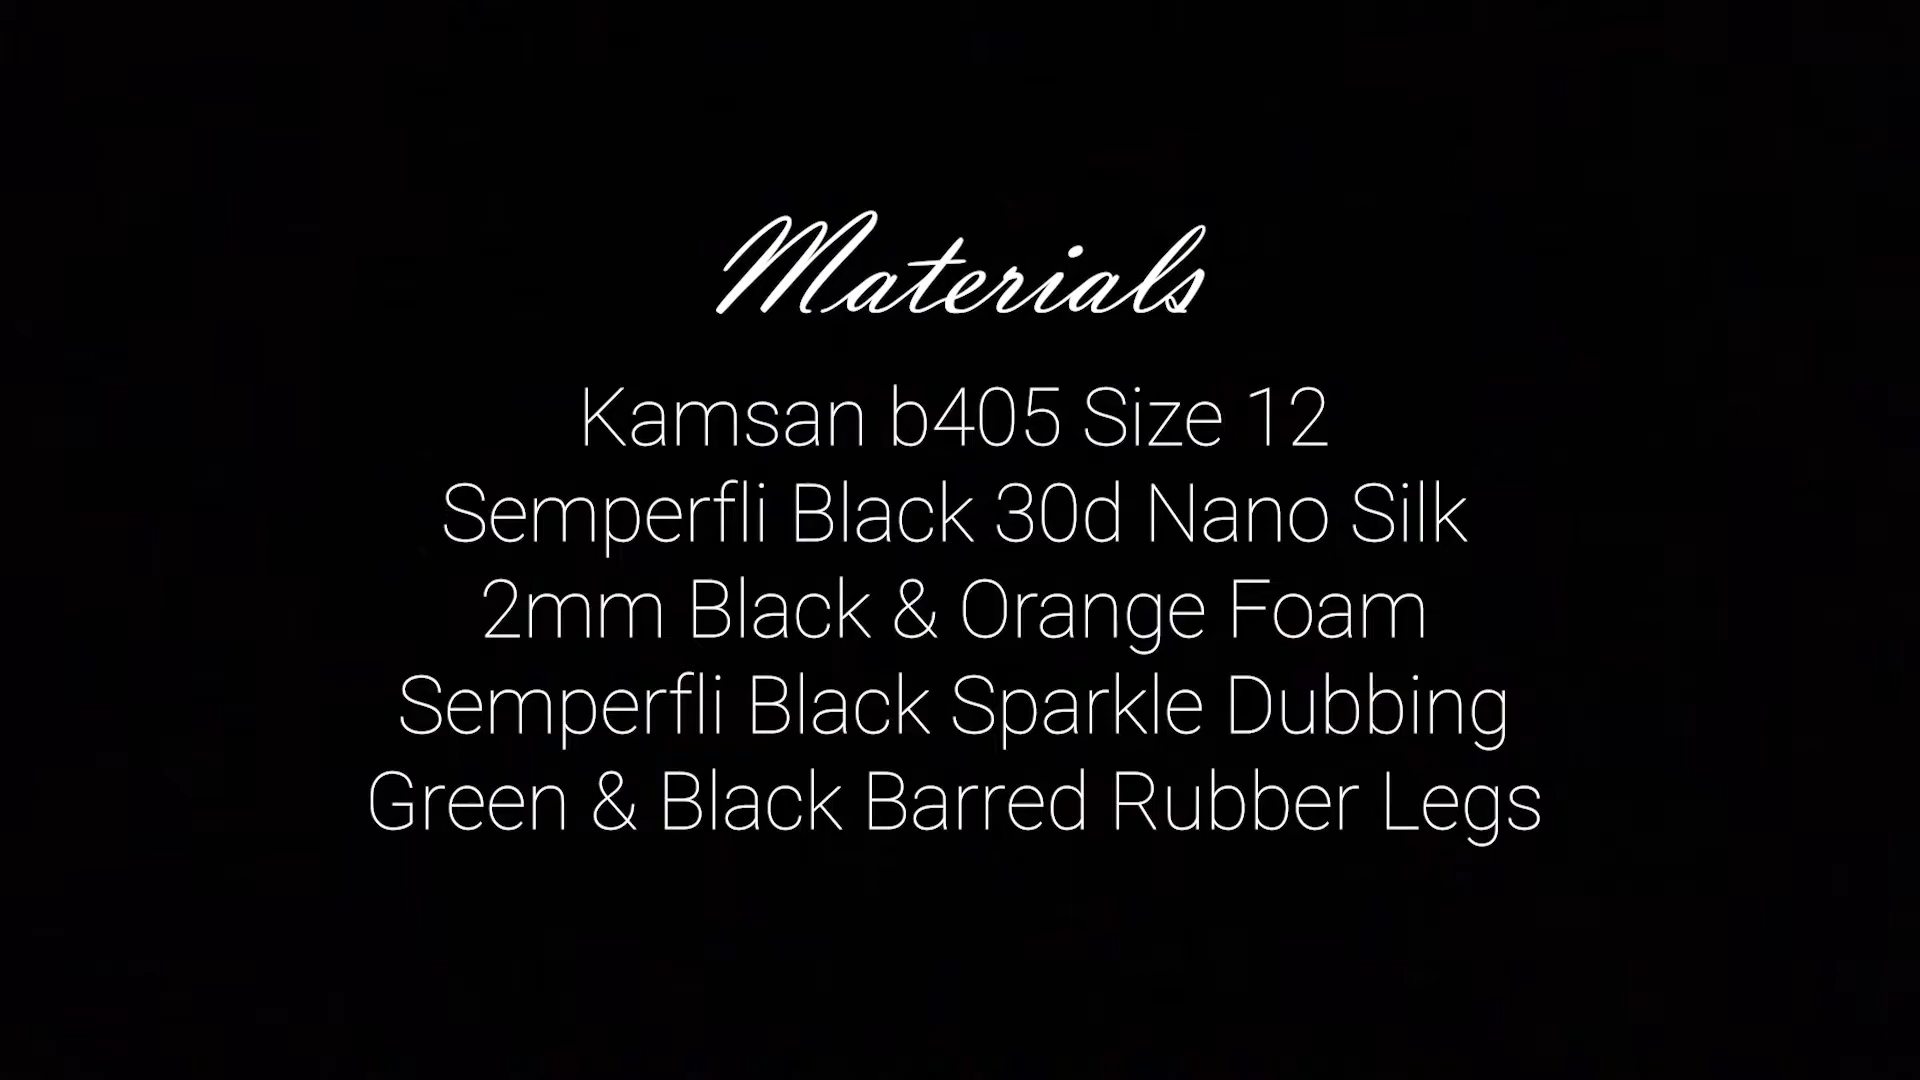 Materials
Kamsan b405 Size 12
Semperfli Black 30d Nano Silk
2mm Black & Orange Foam
Semperfli Black Sparkle Dubbing
Green & Black Barred Rubber Legs